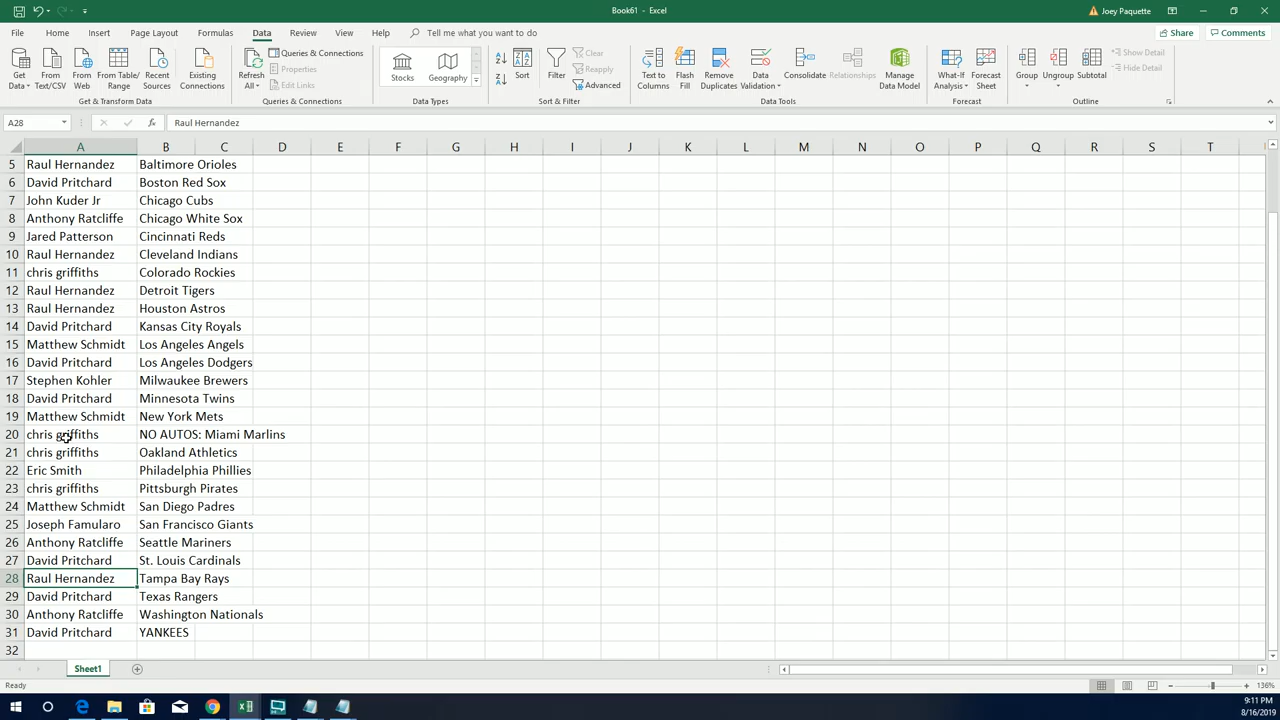 Book61 - Excel
Joey Paquette
File Home Insert Page Layout Formulas Data Review View Help Tell me what you want to do
Share Comments
Get Data
From Text/CSV
From Web
From Table/Range
Recent Sources
Existing Connections
Get & Transform Data
Refresh All
Queries & Connections
Properties
Edit Links
Queries & Connections
Stocks
Geography
Data Types
Sort
Filter
Clear
Reapply
Advanced
Sort & Filter
Text to Columns
Flash Fill
Remove Duplicates
Data Validation
Consolidate
Relationships
Manage Data Model
Data Tools
What-If Analysis
Forecast Sheet
Forecast
Group
Ungroup
Subtotal
Show Detail
Hide Detail
Outline
A28 fx Raul Hernandez
A B C D E F G H I J K L M N O P Q R S T
5 Raul Hernandez Baltimore Orioles
6 David Pritchard Boston Red Sox
7 John Kuder Jr Chicago Cubs
8 Anthony Ratcliffe Chicago White Sox
9 Jared Patterson Cincinnati Reds
10 Raul Hernandez Cleveland Indians
11 chris griffiths Colorado Rockies
12 Raul Hernandez Detroit Tigers
13 Raul Hernandez Houston Astros
14 David Pritchard Kansas City Royals
15 Matthew Schmidt Los Angeles Angels
16 David Pritchard Los Angeles Dodgers
17 Stephen Kohler Milwaukee Brewers
18 David Pritchard Minnesota Twins
19 Matthew Schmidt New York Mets
20 chris griffiths NO AUTOS: Miami Marlins
21 chris griffiths Oakland Athletics
22 Eric Smith Philadelphia Phillies
23 chris griffiths Pittsburgh Pirates
24 Matthew Schmidt San Diego Padres
25 Joseph Famularo San Francisco Giants
26 Anthony Ratcliffe Seattle Mariners
27 David Pritchard St. Louis Cardinals
28 Raul Hernandez Tampa Bay Rays
29 David Pritchard Texas Rangers
30 Anthony Ratcliffe Washington Nationals
31 David Pritchard YANKEES
32
Sheet1
Ready
136%
9:11 PM
8/16/2019